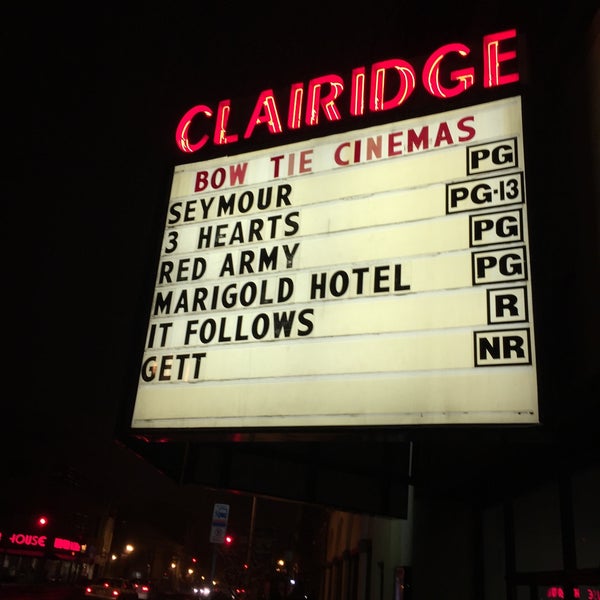 CLAIRIDGE
BOW TIE CINEMAS
SEYMOUR PG
3 HEARTS PG-13
RED ARMY PG
MARIGOLD HOTEL PG
IT FOLLOWS R
GETT NR
HOUSE